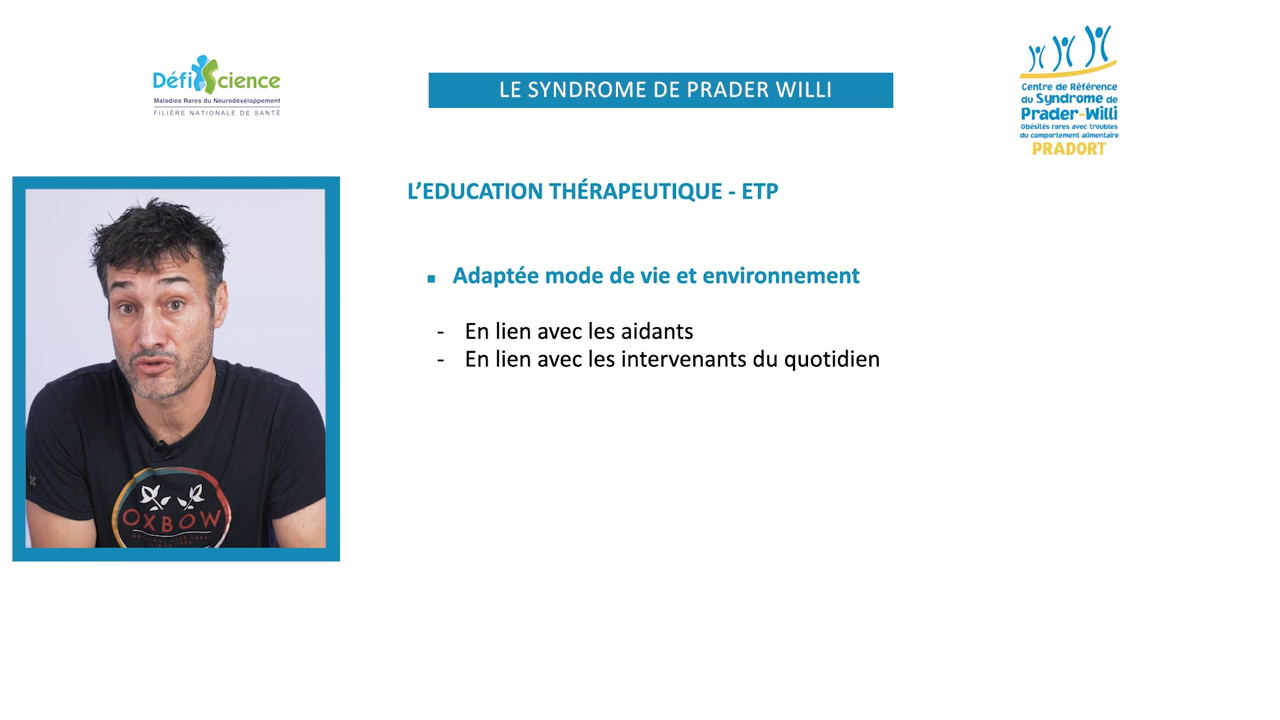 DéfiScience
Maladies Rares du Neurodéveloppement
FILIÈRE NATIONALE DE SANTÉ
LE SYNDROME DE PRADER WILLI
Centre de Référence
du Syndrome de
Prader-Willi
Obésités rares avec troubles
du comportement alimentaire
PRADORT
L’EDUCATION THÉRAPEUTIQUE - ETP
▪ Adaptée mode de vie et environnement
- En lien avec les aidants
- En lien avec les intervenants du quotidien
OXBOW